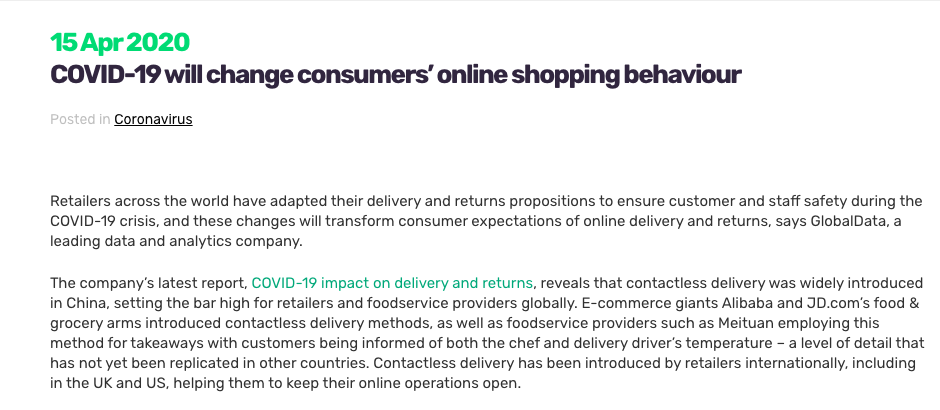 15 Apr 2020
COVID-19 will change consumers’ online shopping behaviour
Posted in Coronavirus
Retailers across the world have adapted their delivery and returns propositions to ensure customer and staff safety during the
COVID-19 crisis, and these changes will transform consumer expectations of online delivery and returns, says GlobalData, a
leading data and analytics company.
The company’s latest report, COVID-19 impact on delivery and returns, reveals that contactless delivery was widely introduced
in China, setting the bar high for retailers and foodservice providers globally. E-commerce giants Alibaba and JD.com’s food &
grocery arms introduced contactless delivery methods, as well as foodservice providers such as Meituan employing this
method for takeaways with customers being informed of both the chef and delivery driver’s temperature – a level of detail that
has not yet been replicated in other countries. Contactless delivery has been introduced by retailers internationally, including
in the UK and US, helping them to keep their online operations open.